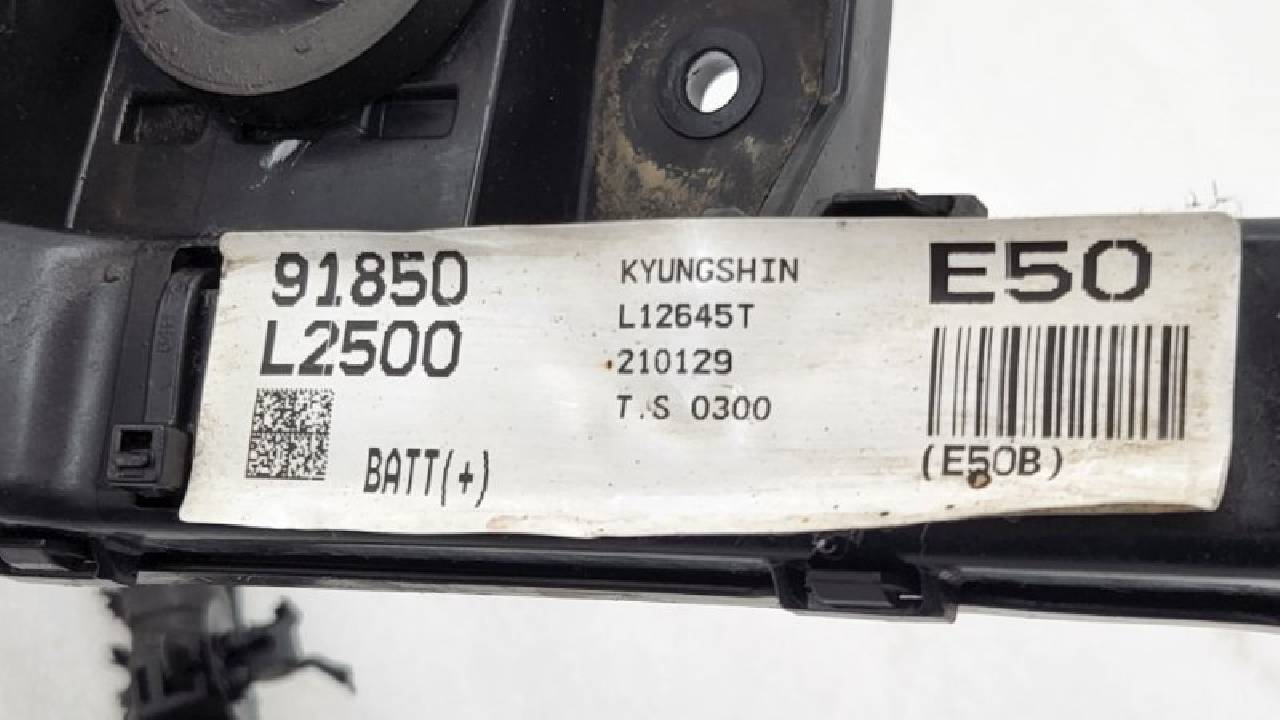 91850
L2500
BATT(+)
KYUNGSHIN
L12645T
210129
T.S 0300
E50
(E50B)